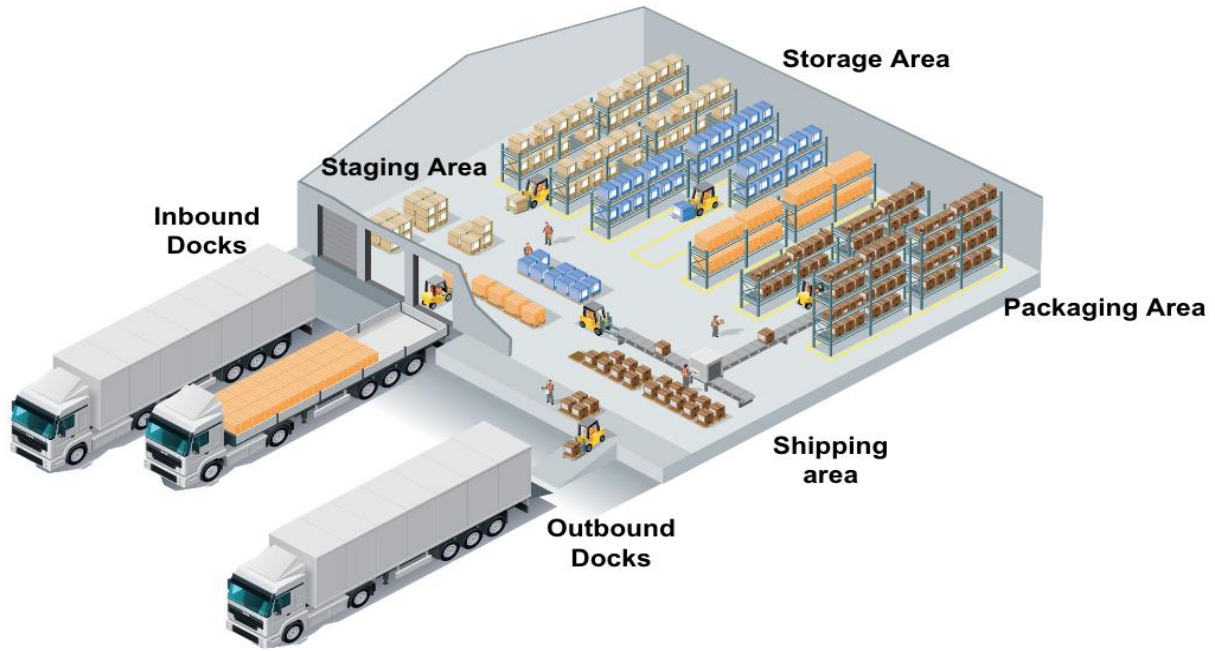 Storage Area
Staging Area
Inbound
Docks
Packaging Area
Shipping
area
Outbound
Docks